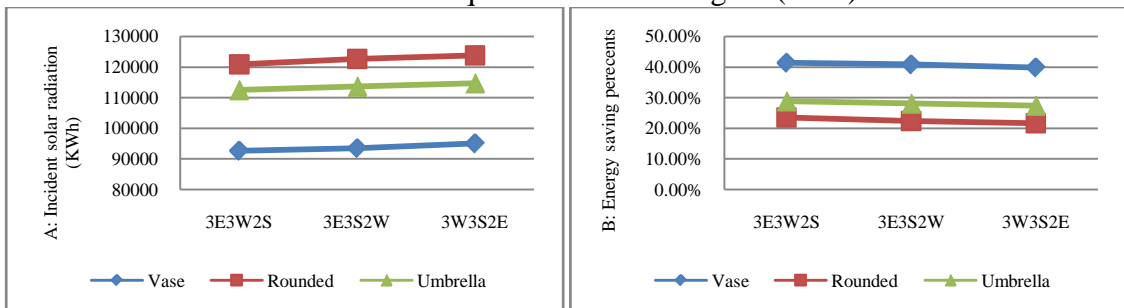 A: Incident solar radiation
(KWh)
130000
120000
110000
100000
90000
80000
3E3W2S 3E3S2W 3W3S2E
Vase Rounded Umbrella
B: Energy saving perecents
50.00%
40.00%
30.00%
20.00%
10.00%
0.00%
3E3W2S 3E3S2W 3W3S2E
Vase Rounded Umbrella